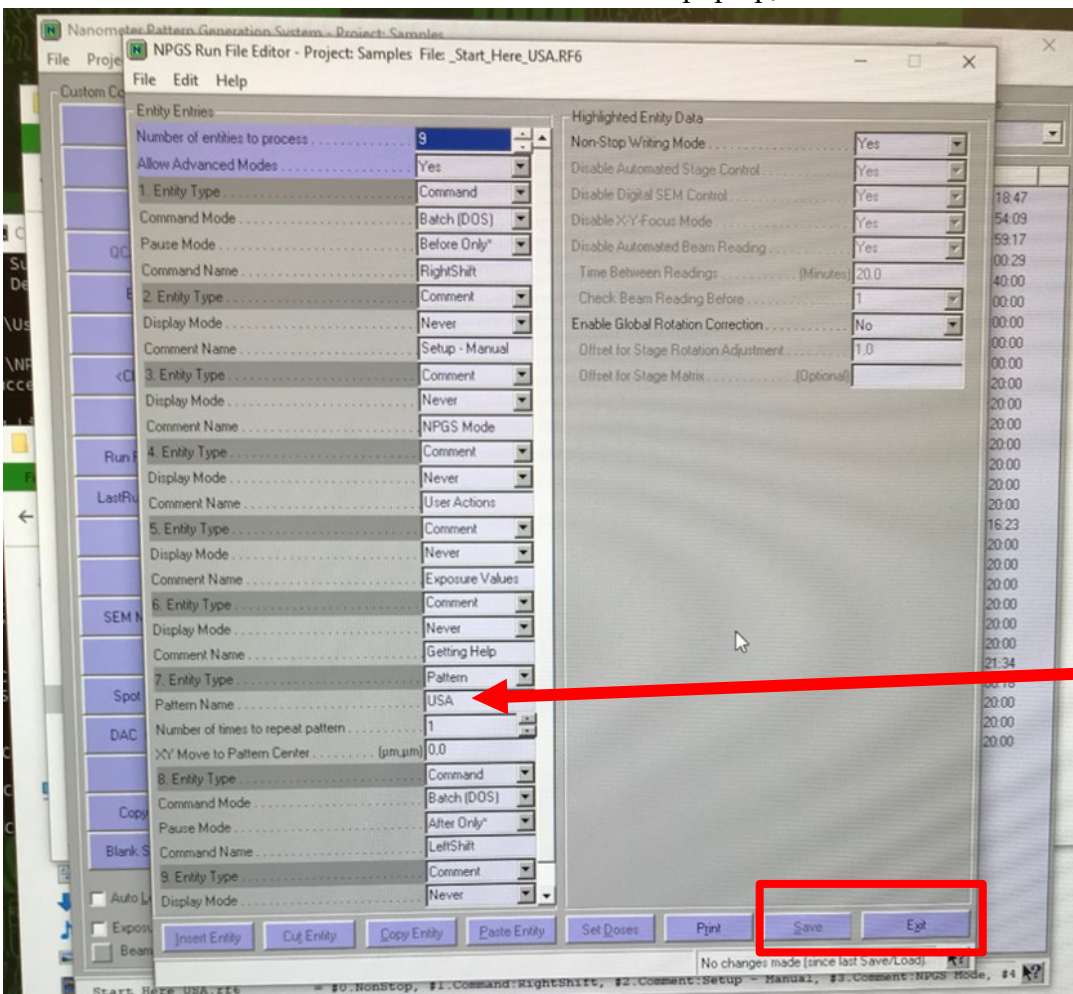 Nanometer Pattern Generation System - Project: Samples
File Proje
NPGS Run File Editor - Project: Samples File: _Start_Here_USA.RF6
File Edit Help
Custom Co
Entity Entries
Number of entities to process 9
Allow Advanced Modes Yes
1. Entity Type Command
Command Mode Batch (DOS)
Pause Mode Before Only*
Command Name RightShift
2. Entity Type Comment
Display Mode Never
Comment Name Setup - Manual
3. Entity Type Comment
Display Mode Never
Comment Name NPGS Mode
4. Entity Type Comment
Display Mode Never
Comment Name User Actions
5. Entity Type Comment
Display Mode Never
Comment Name Exposure Values
6. Entity Type Comment
Display Mode Never
Comment Name Getting Help
7. Entity Type Pattern
Pattern Name USA
Number of times to repeat pattern 1
XY Move to Pattern Center (µm,µm) 0,0
8. Entity Type Command
Command Mode Batch (DOS)
Pause Mode After Only*
Command Name LeftShift
9. Entity Type Comment
Display Mode Never
Highlighted Entity Data
Non-Stop Writing Mode Yes
Disable Automated Stage Control Yes
Disable Digital SEM Control Yes
Disable X-Y-Focus Mode Yes
Disable Automated Beam Reading Yes
Time Between Readings (Minutes) 20.0
Check Beam Reading Before 1
Enable Global Rotation Correction No
Offset for Stage Rotation Adjustment 1,0
Offset for Stage Matrix (Optional)
Insert Entity Cut Entity Copy Entity Paste Entity Set Doses Print Save Exit
No changes made (since last Save/Load).
QC
<Cl
Run F
LastRu
SEM M
Spot
DAC
Copy
Blank S
Auto L
Exposu
Beam
18:47
54:09
59:17
00:29
40:00
00:00
00:00
00:00
00:00
20:00
20:00
20:00
20:00
20:00
20:00
20:00
16:23
20:00
20:00
20:00
20:00
20:00
20:00
21:34
20:00
20:00
20:00
Start_Here_USA.rf6 = #0.NonStop, #1.Command:RightShift, #2.Comment:Setup - Manual, #3.Comment:NPGS Mode, #4